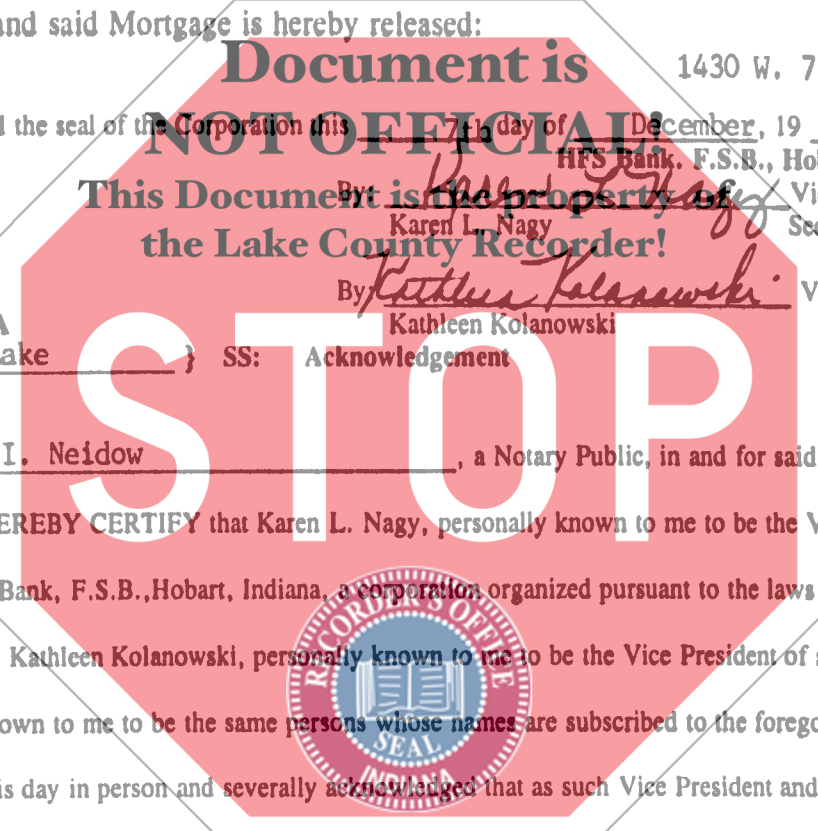 and said Mortgage is hereby released:
Document is
1430 W. 7
the seal of the Corporation this 7th day of December, 19
NOT OFFICIAL!
HFS Bank, F.S.B., Ho
This Document is the property of
By: Karen L. Nagy Vi
Karen L. Nagy Sec
the Lake County Recorder!
By Kathleen Kolanowski V
Kathleen Kolanowski
A
ake } SS: Acknowledgement
STOP
I. Neidow, a Notary Public, in and for said
EREBY CERTIFY that Karen L. Nagy, personally known to me to be the V
Bank, F.S.B.,Hobart, Indiana, a corporation organized pursuant to the laws
RECORDER'S OFFICE
Kathleen Kolanowski, personally known to me to be the Vice President of s
own to me to be the same persons whose names are subscribed to the forego
SEAL
INDIANA
is day in person and severally acknowledged that as such Vice President and